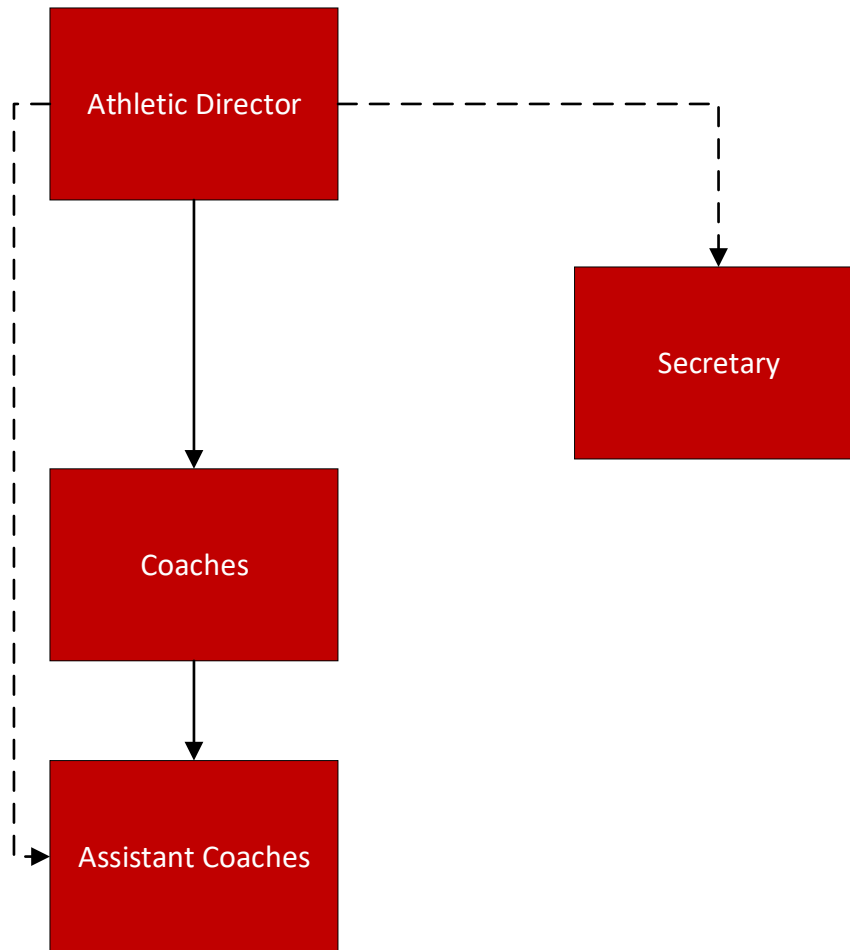 Athletic Director
Secretary
Coaches
Assistant Coaches